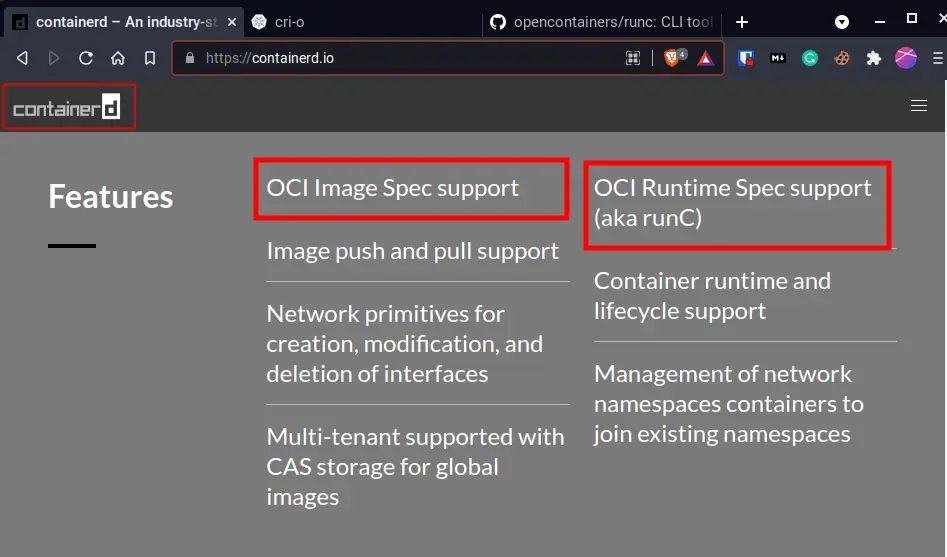 containerd – An industry-st
cri-o
opencontainers/runc: CLI tool
https://containerd.io
4
M
containerd
Features
OCI Image Spec support
Image push and pull support
Network primitives for
creation, modification, and
deletion of interfaces
Multi-tenant supported with
CAS storage for global
images
OCI Runtime Spec support
(aka runC)
Container runtime and
lifecycle support
Management of network
namespaces containers to
join existing namespaces